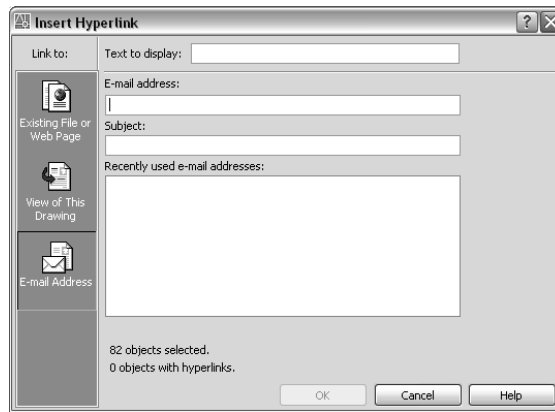 Insert Hyperlink
Link to:
Text to display:
Existing File or
Web Page
View of This
Drawing
E-mail Address
E-mail address:
Subject:
Recently used e-mail addresses:
82 objects selected.
0 objects with hyperlinks.
OK
Cancel
Help